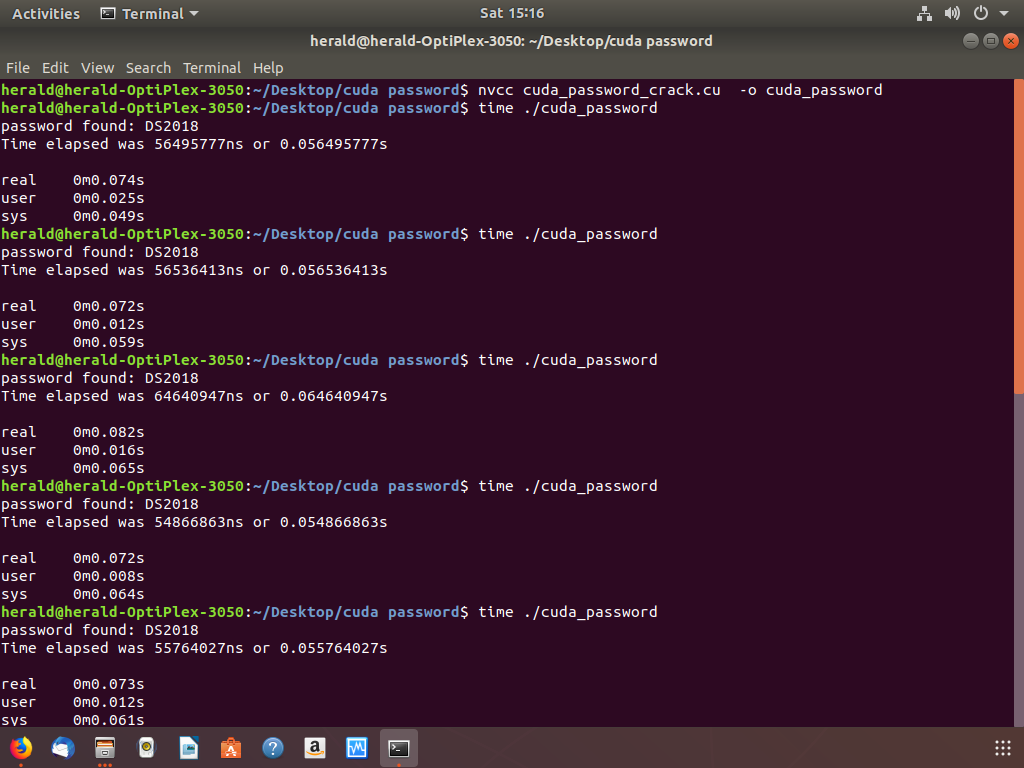 Activities Terminal Sat 15:16
herald@herald-OptiPlex-3050: ~/Desktop/cuda password
File Edit View Search Terminal Help
herald@herald-OptiPlex-3050:~/Desktop/cuda password$ nvcc cuda_password_crack.cu  -o cuda_password
herald@herald-OptiPlex-3050:~/Desktop/cuda password$ time ./cuda_password
password found: DS2018
Time elapsed was 56495777ns or 0.056495777s
real    0m0.074s
user    0m0.025s
sys     0m0.049s
herald@herald-OptiPlex-3050:~/Desktop/cuda password$ time ./cuda_password
password found: DS2018
Time elapsed was 56536413ns or 0.056536413s
real    0m0.072s
user    0m0.012s
sys     0m0.059s
herald@herald-OptiPlex-3050:~/Desktop/cuda password$ time ./cuda_password
password found: DS2018
Time elapsed was 64640947ns or 0.064640947s
real    0m0.082s
user    0m0.016s
sys     0m0.065s
herald@herald-OptiPlex-3050:~/Desktop/cuda password$ time ./cuda_password
password found: DS2018
Time elapsed was 54866863ns or 0.054866863s
real    0m0.072s
user    0m0.008s
sys     0m0.064s
herald@herald-OptiPlex-3050:~/Desktop/cuda password$ time ./cuda_password
password found: DS2018
Time elapsed was 55764027ns or 0.055764027s
real    0m0.073s
user    0m0.012s
sys     0m0.061s